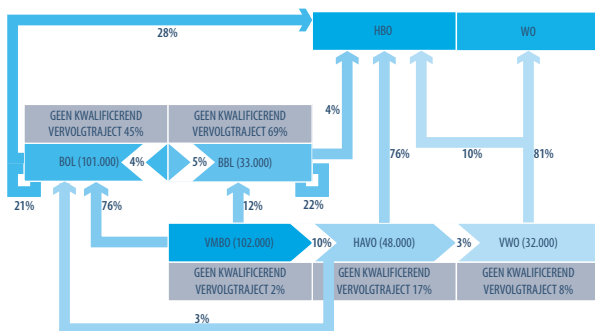 HBO
WO
28%
GEEN KWALIFICEREND
VERVOLGTRAJECT 45%
GEEN KWALIFICEREND
VERVOLGTRAJECT 69%
4%
76%
10%
81%
BOL (101.000)
4%
5%
BBL (33.000)
21%
76%
12%
22%
VMBO (102.000)
10%
HAVO (48.000)
3%
VWO (32.000)
GEEN KWALIFICEREND
VERVOLGTRAJECT 2%
GEEN KWALIFICEREND
VERVOLGTRAJECT 17%
GEEN KWALIFICEREND
VERVOLGTRAJECT 8%
3%